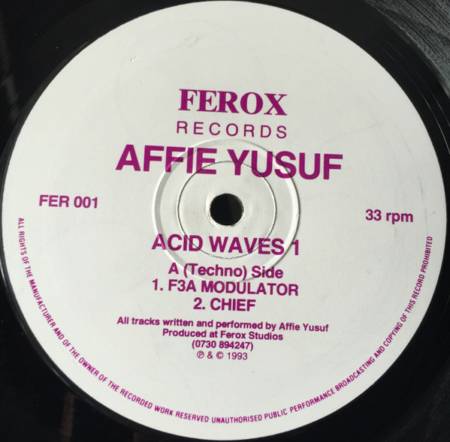 FEROX
RECORDS
AFFIE YUSUF
FER 001
33 rpm
ACID WAVES 1
A (Techno) Side
1. F3A MODULATOR
2. CHIEF
All tracks written and performed by Affie Yusuf
Produced at Ferox Studios
(0730 894247)
℗ & © 1993
ALL RIGHTS OF THE MANUFACTURER AND OF THE OWNER OF THE RECORDED WORK RESERVED UNAUTHORISED PUBLIC PERFORMANCE BROADCASTING AND COPYING OF THIS RECORD PROHIBITED